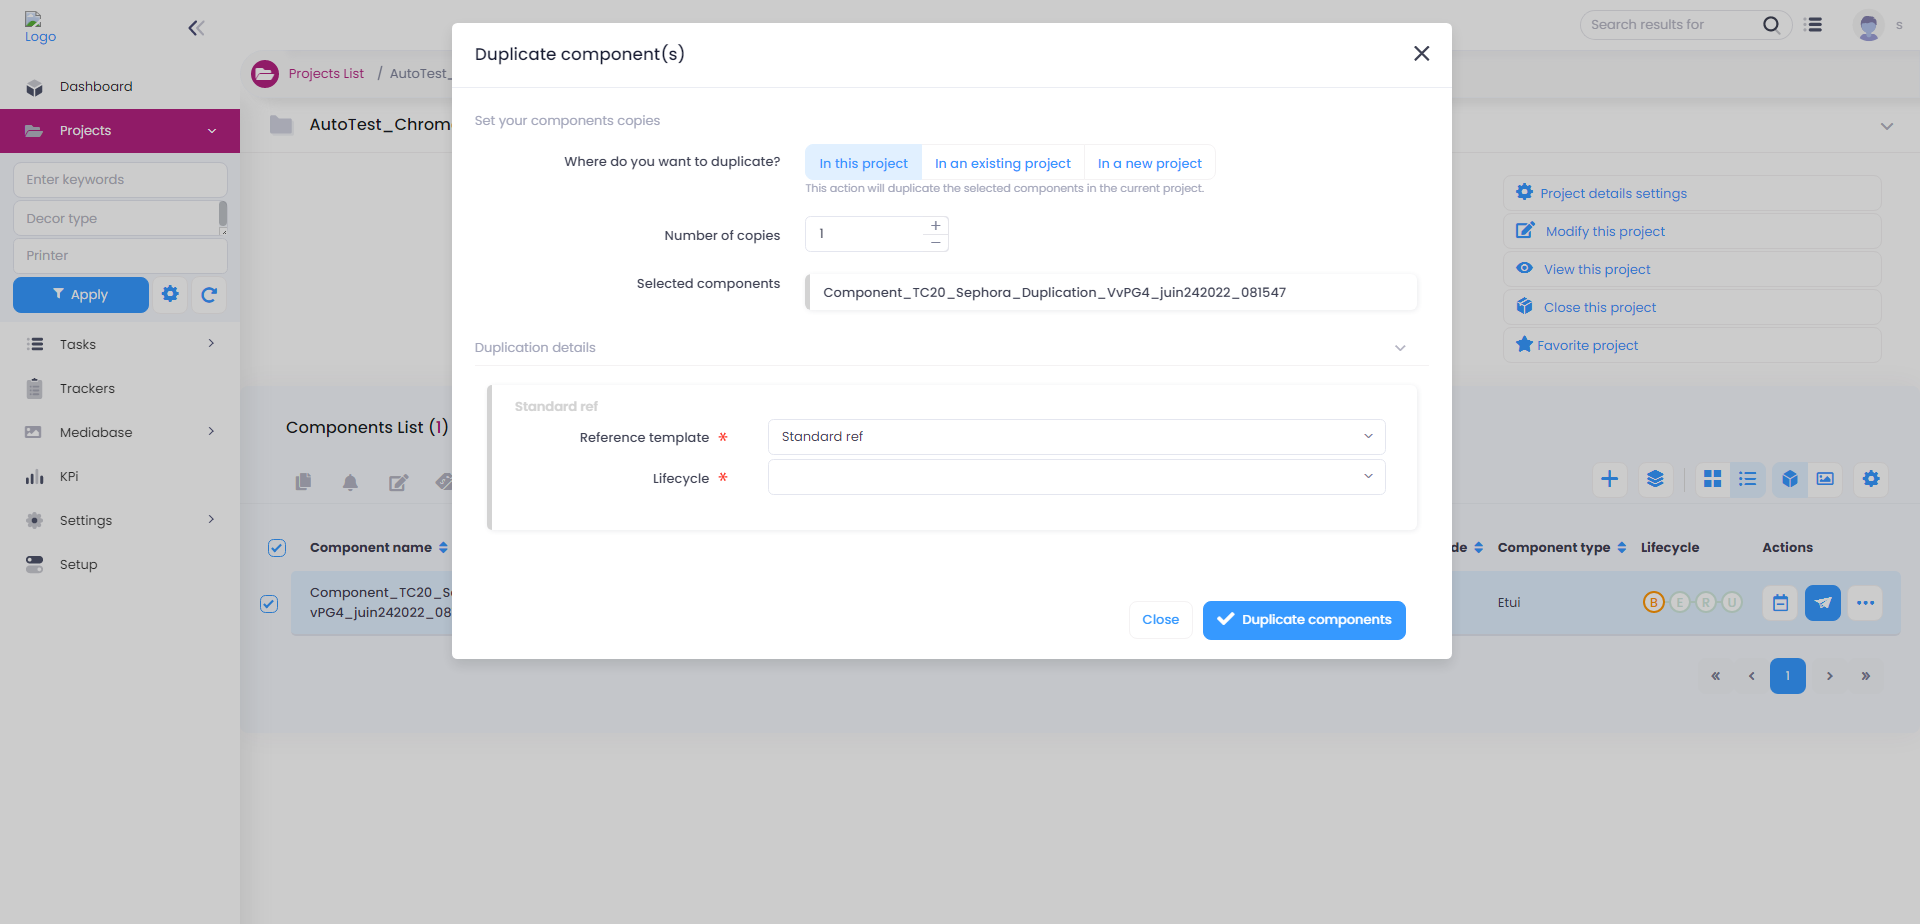 Logo
Dashboard
Projects
Enter keywords
Decor type
Printer
Apply
Tasks
Trackers
Mediabase
KPi
Settings
Setup
Search results for
s
Projects List / AutoTest_
AutoTest_Chrom
Project details settings
Modify this project
View this project
Close this project
Favorite project
Components List (1)
Component name
de
Component type
Lifecycle
Actions
Component_TC20_S
vPG4_juin242022_08
Etui
B E R U
« ‹ 1 › »
Duplicate component(s)
Set your components copies
Where do you want to duplicate?
In this project
In an existing project
In a new project
This action will duplicate the selected components in the current project.
Number of copies
1
Selected components
Component_TC20_Sephora_Duplication_VvPG4_juin242022_081547
Duplication details
Standard ref
Reference template *
Standard ref
Lifecycle *
Close
Duplicate components